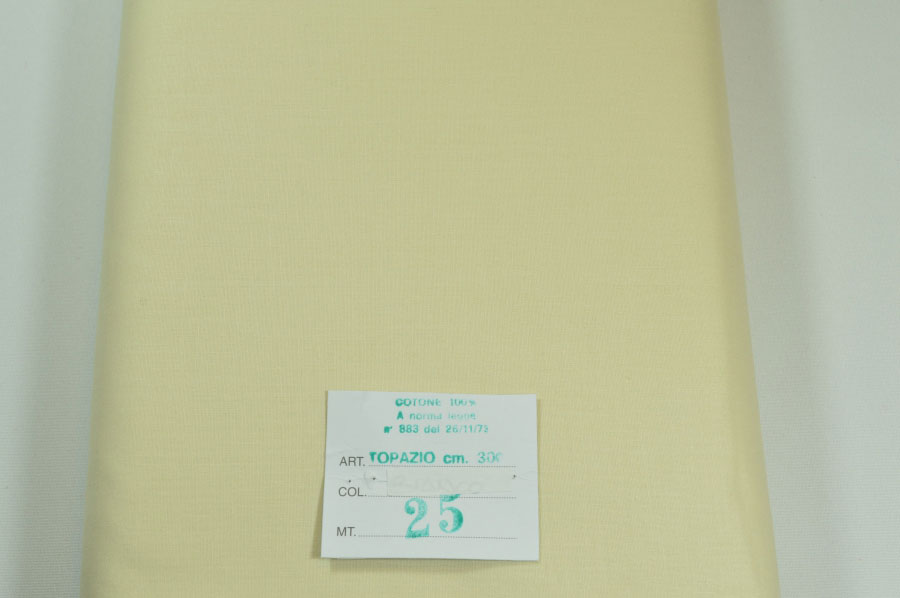 COTONE 100%
A norma legge
n° 883 del 26/11/73
ART. TOPAZIO cm. 300
COL.
25
MT.